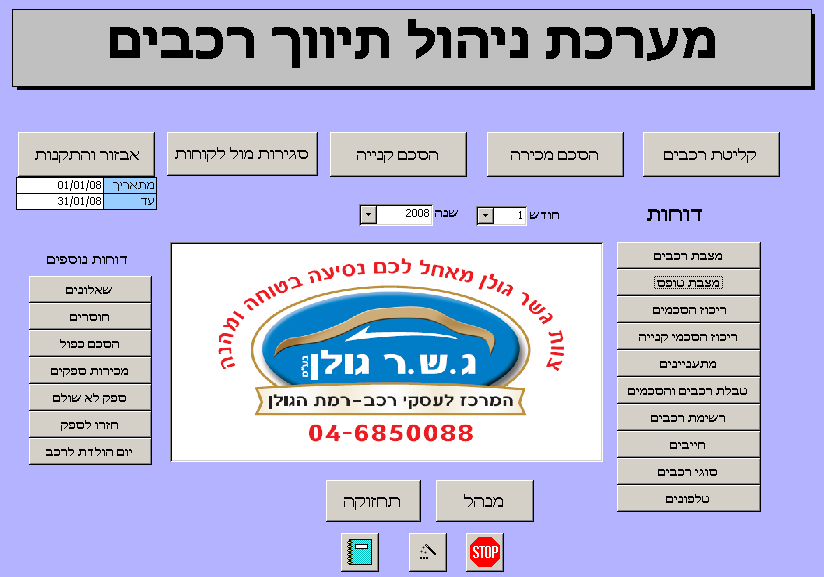 מערכת ניהול תיווך רכבים
קליטת רכבים
הסכם מכירה
הסכם קנייה
סגירות מול לקוחות
אבזור והתקנות
מתאריך 01/01/08
עד 31/01/08
דוחות
חודש 1
שנה 2008
מצבת רכבים
מצבת טופס
ריכוז הסכמים
ריכוז הסכמי קנייה
מתעניינים
טבלת רכבים והסכמים
רשימת רכבים
חייבים
סוגי רכבים
טלפונים
צוות גשר גולן מאחל לכם נסיעה בטוחה ומהנה
ג.ש.ר גולן בע"מ
המרכז לעסקי רכב-רמת הגולן
04-6850088
דוחות נוספים
שאלונים
חוסרים
הסכם כפול
מכירות ספקים
ספק לא שולם
חזרו לספק
יום הולדת לרכב
מנהל
תחזוקה
STOP